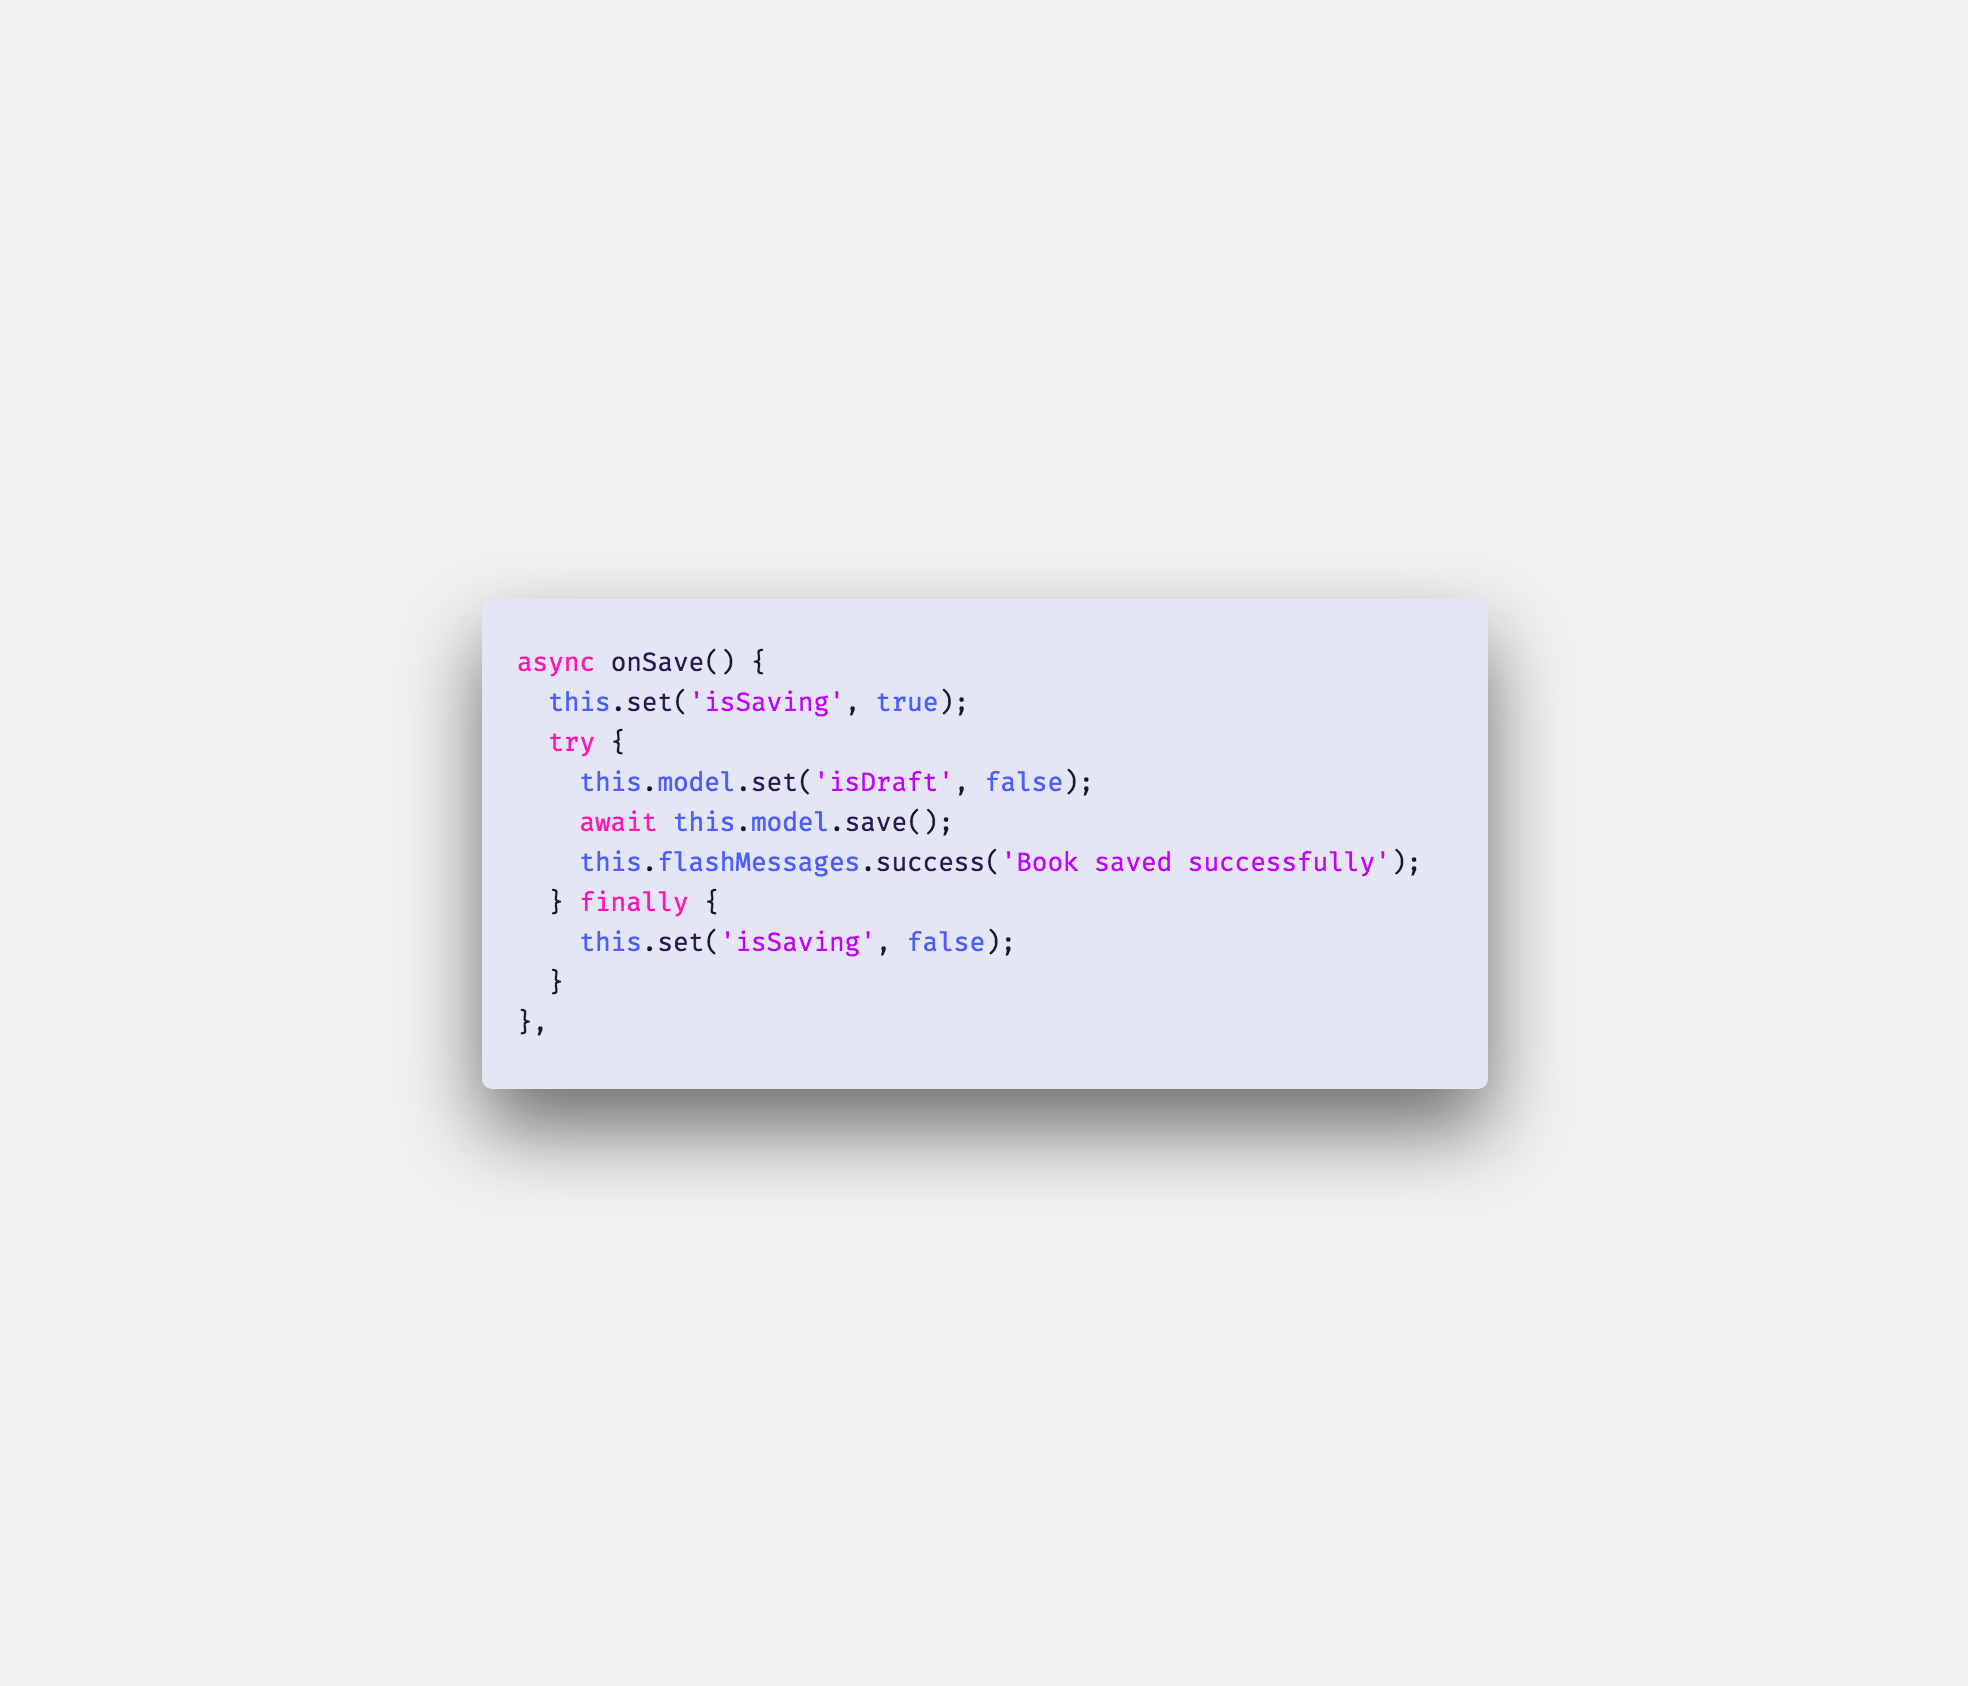 async onSave() {
  this.set('isSaving', true);
  try {
    this.model.set('isDraft', false);
    await this.model.save();
    this.flashMessages.success('Book saved successfully');
  } finally {
    this.set('isSaving', false);
  }
},